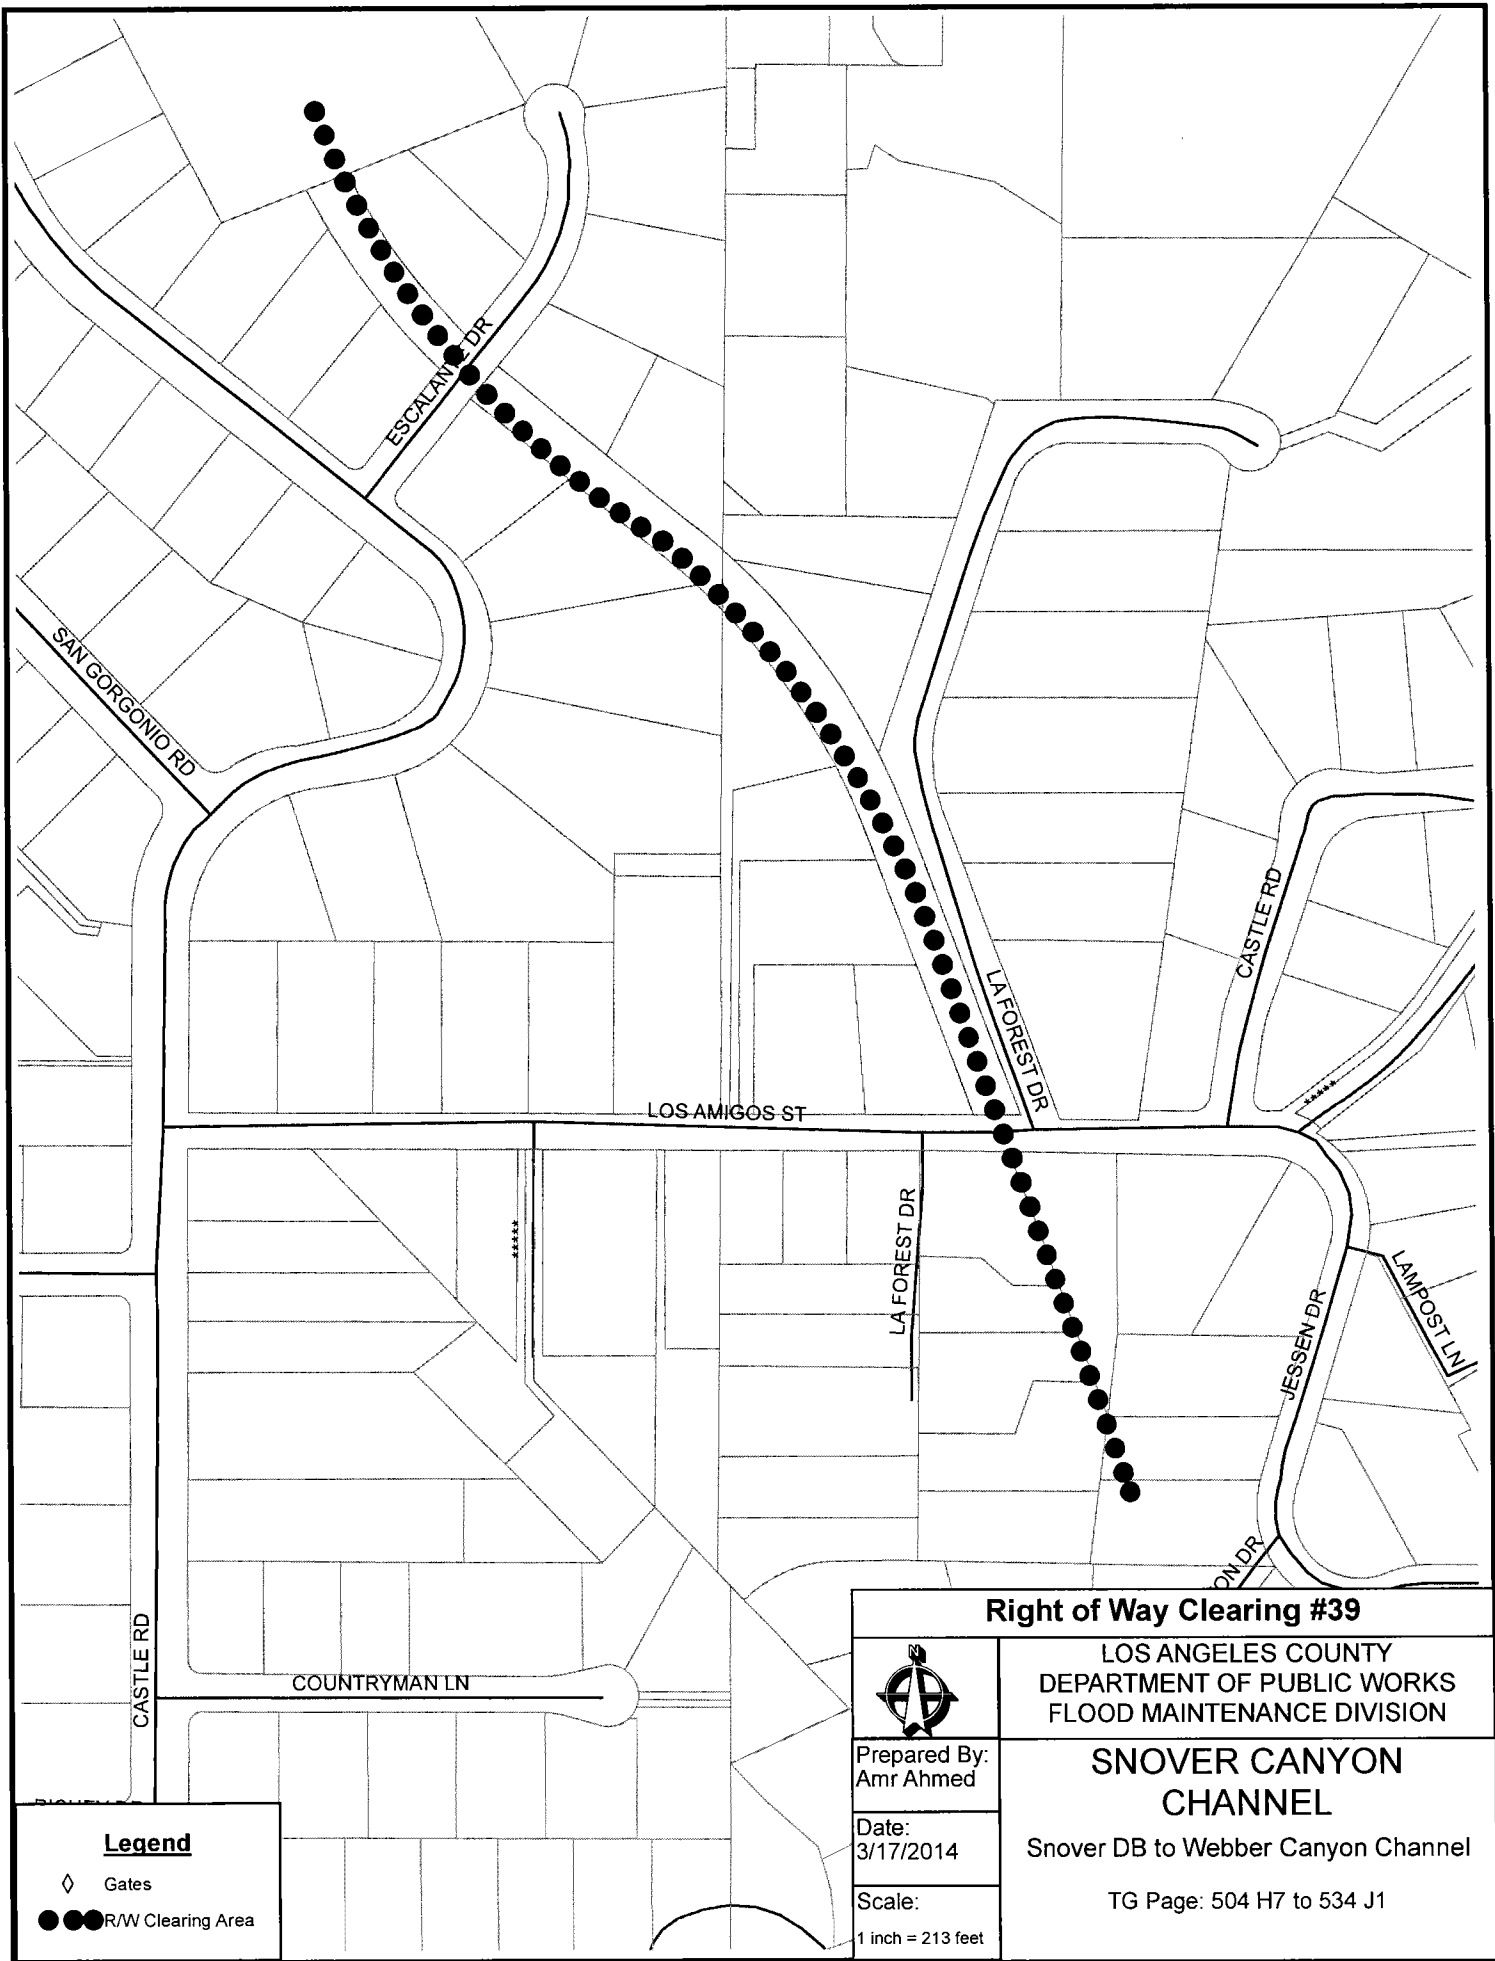 ESCALANTE DR
SAN GORGONIO RD
CASTLE RD
LA FOREST DR
*****
LOS AMIGOS ST
*****
LA FOREST DR
LAMPOST LN
JESSEN DR
ON DR
CASTLE RD
COUNTRYMAN LN
Legend
Gates
R/W Clearing Area
Right of Way Clearing #39
N
LOS ANGELES COUNTY
DEPARTMENT OF PUBLIC WORKS
FLOOD MAINTENANCE DIVISION
Prepared By:
Amr Ahmed
Date:
3/17/2014
Scale:
1 inch = 213 feet
SNOVER CANYON
CHANNEL
Snover DB to Webber Canyon Channel
TG Page: 504 H7 to 534 J1